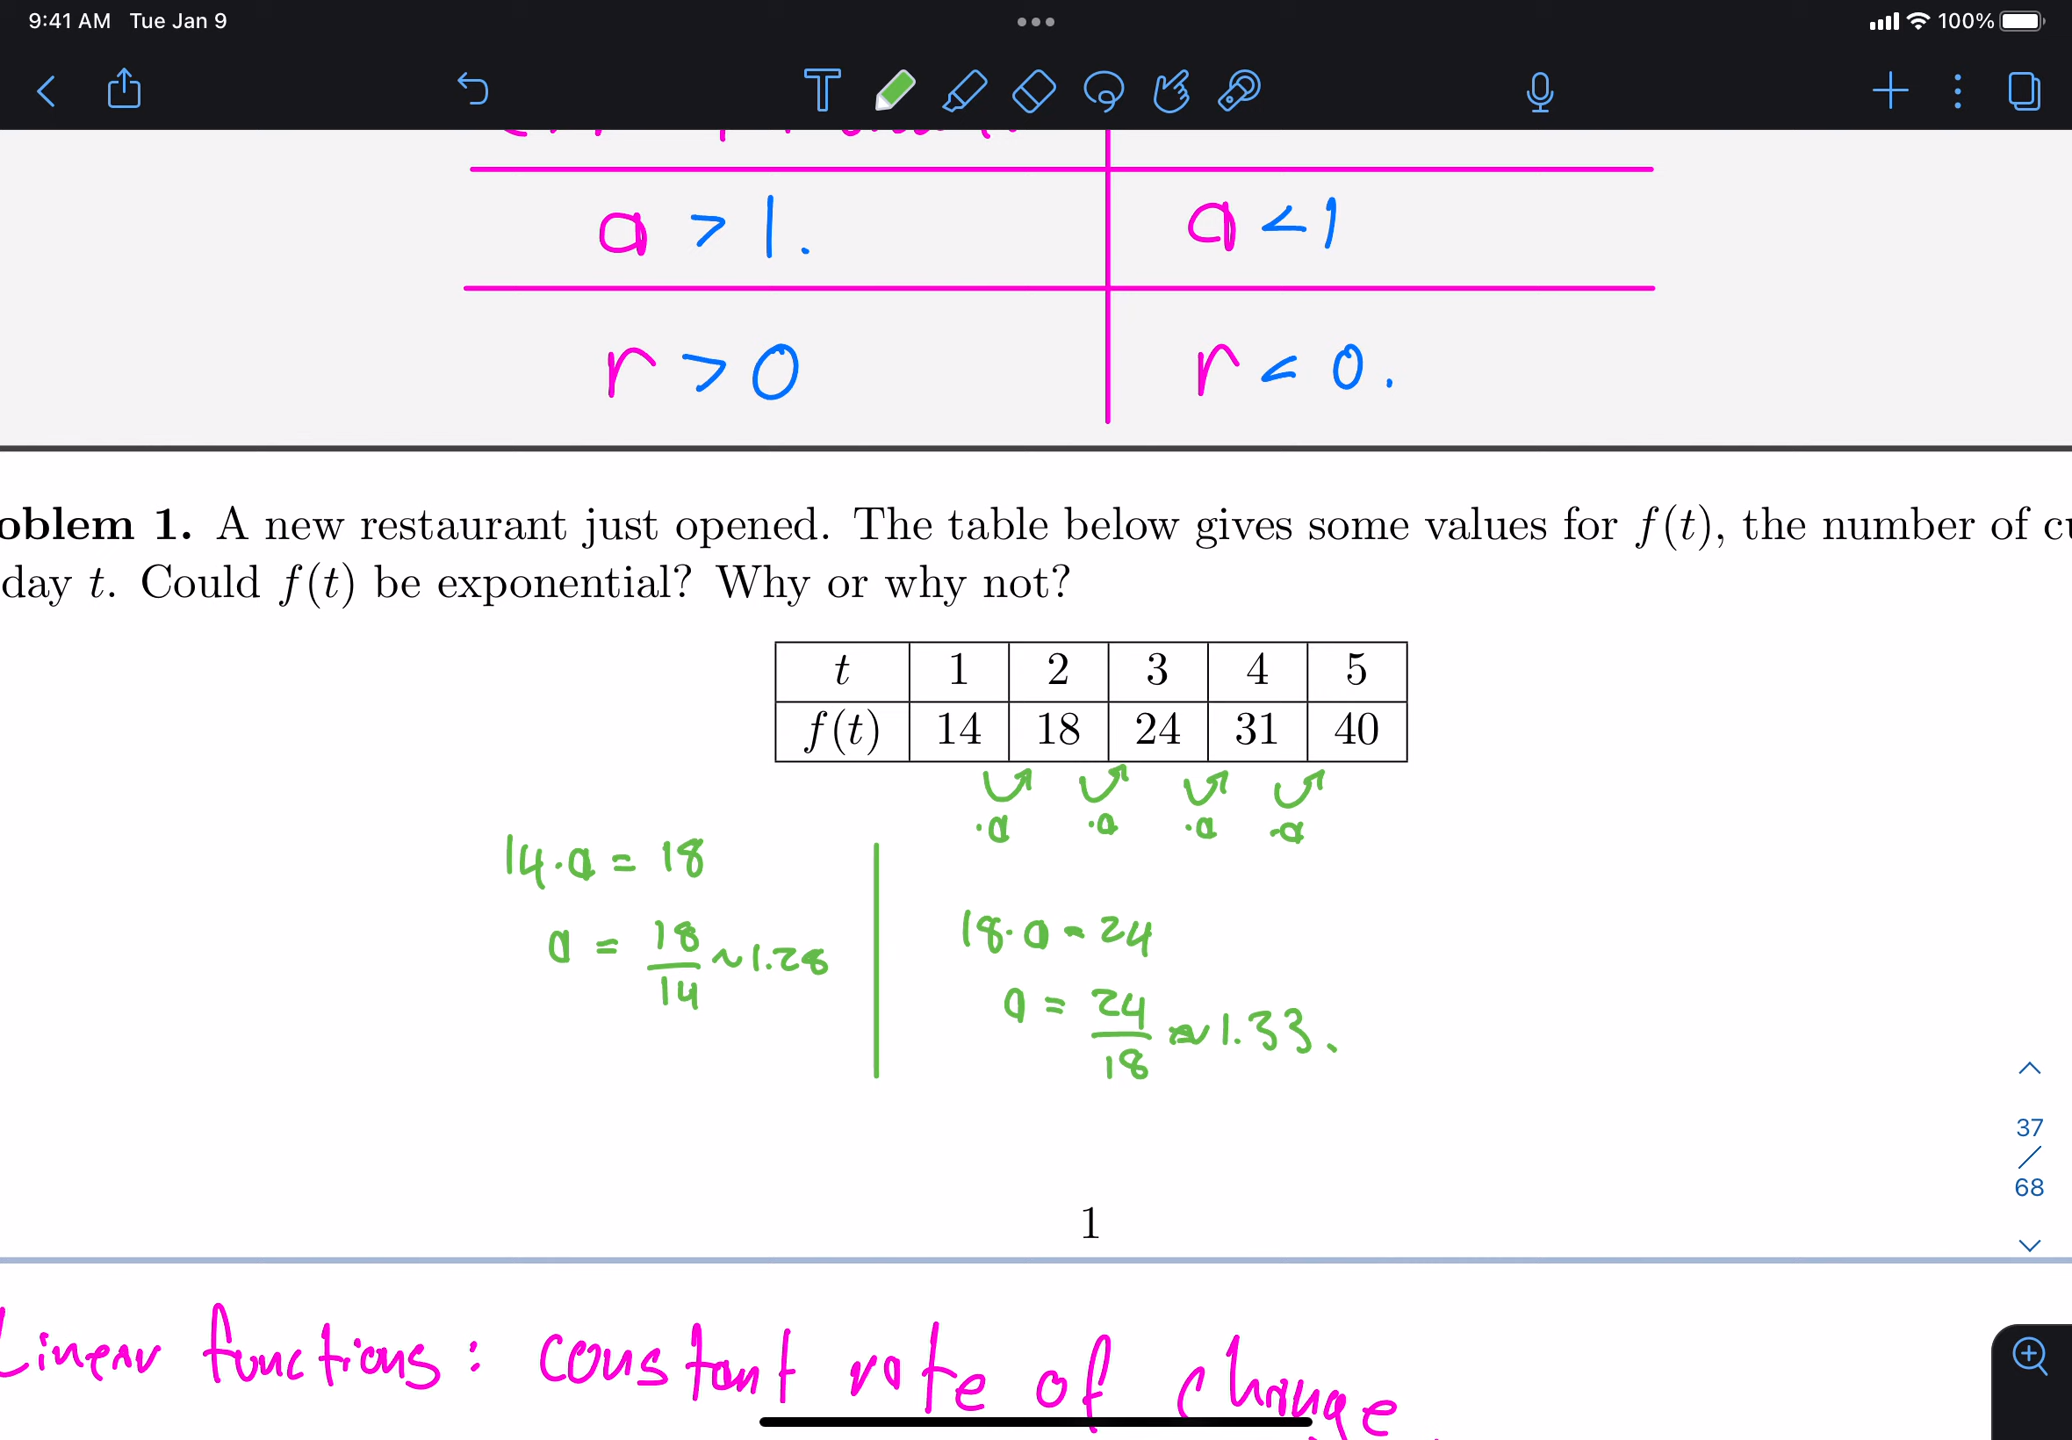 9:41 AM Tue Jan 9
100%
a > 1.
a < 1
r > 0
r < 0.
oblem 1. A new restaurant just opened. The table below gives some values for f(t), the number of cu
day t. Could f(t) be exponential? Why or why not?
t 1 2 3 4 5
f(t) 14 18 24 31 40
·a ·a ·a ·a
14·a = 18
a = 18/14 ~ 1.28
18·a = 24
a = 24/18 ≈ 1.33.
37
/
68
1
Linear functions: constant rate of change.